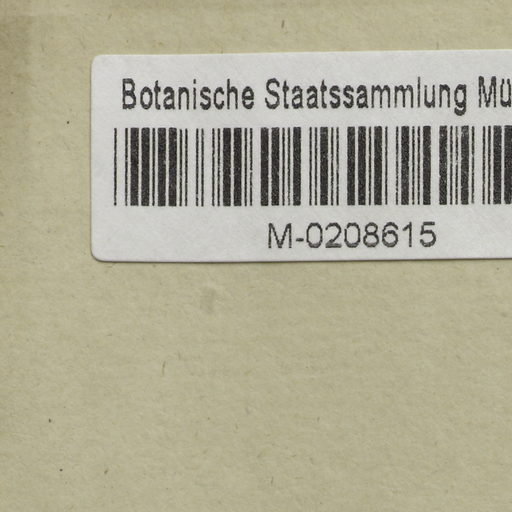 Botanische Staatssammlung Mü
M-0208615